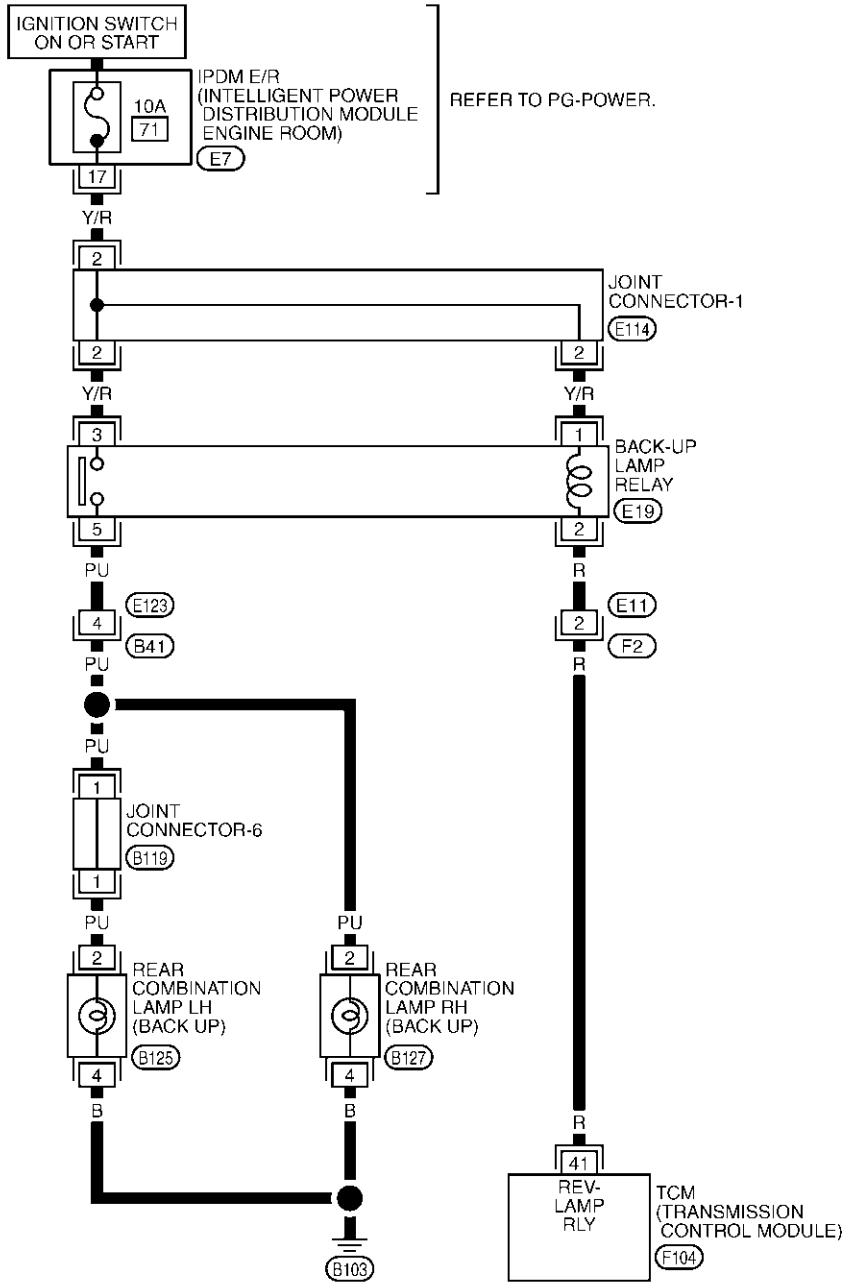 IGNITION SWITCH
ON OR START
IPDM E/R
(INTELLIGENT POWER
DISTRIBUTION MODULE
ENGINE ROOM)
E7
10A
71
REFER TO PG-POWER.
17
Y/R
2
JOINT
CONNECTOR-1
E114
2
2
Y/R
Y/R
3
1
BACK-UP
LAMP
RELAY
E19
5
2
PU
R
E123
E11
4
2
B41
F2
PU
R
PU
1
JOINT
CONNECTOR-6
B119
1
PU
PU
2
2
REAR
COMBINATION
LAMP LH
(BACK UP)
B125
REAR
COMBINATION
LAMP RH
(BACK UP)
B127
4
4
B
B
R
41
REV-
LAMP
RLY
TCM
(TRANSMISSION
CONTROL MODULE)
F104
B103